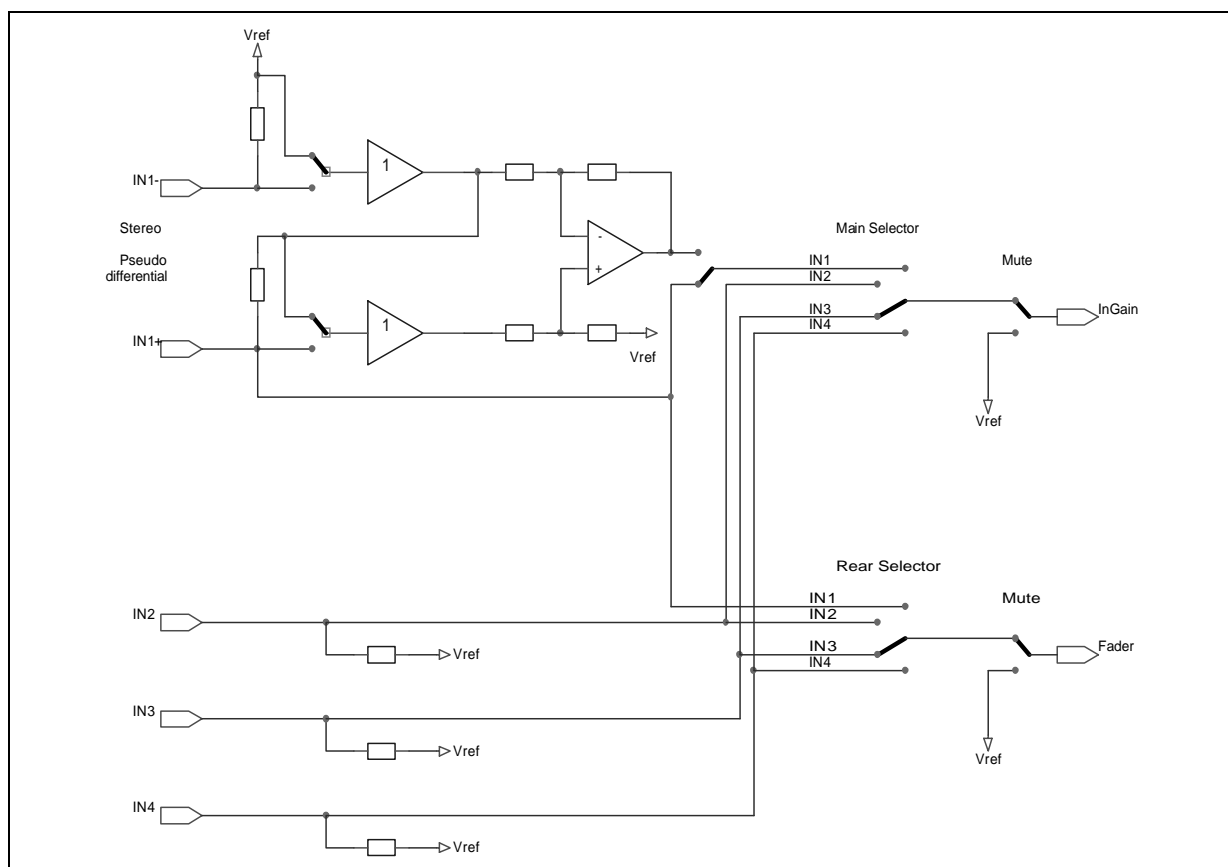 Vref
1
IN1-
Stereo
Pseudo
differential
-
+
Main Selector
IN1
IN2
Mute
IN3
IN4
InGain
1
IN1+
Vref
Vref
Rear Selector
IN1
IN2
Mute
IN2
IN3
IN4
Fader
Vref
IN3
Vref
Vref
IN4
Vref